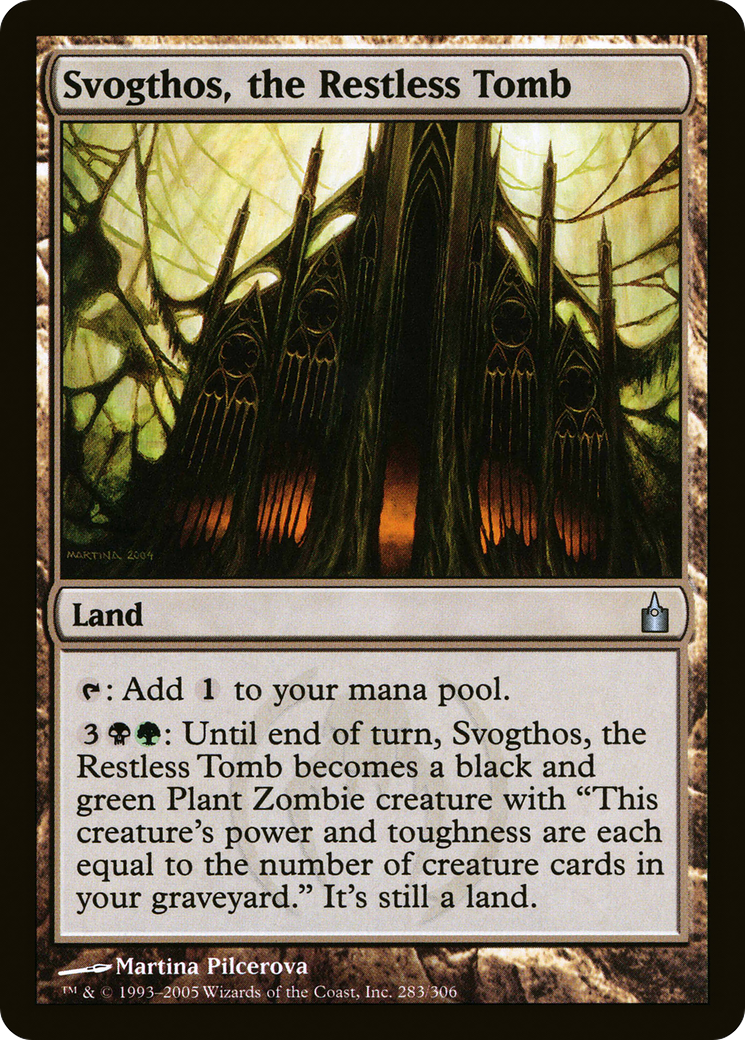 Svogthos, the Restless Tomb
MARTINA 2004
Land
: Add 1 to your mana pool.
3 : Until end of turn, Svogthos, the
Restless Tomb becomes a black and
green Plant Zombie creature with “This
creature’s power and toughness are each
equal to the number of creature cards in
your graveyard.” It’s still a land.
Martina Pilcerova
™ & © 1993–2005 Wizards of the Coast, Inc. 283/306